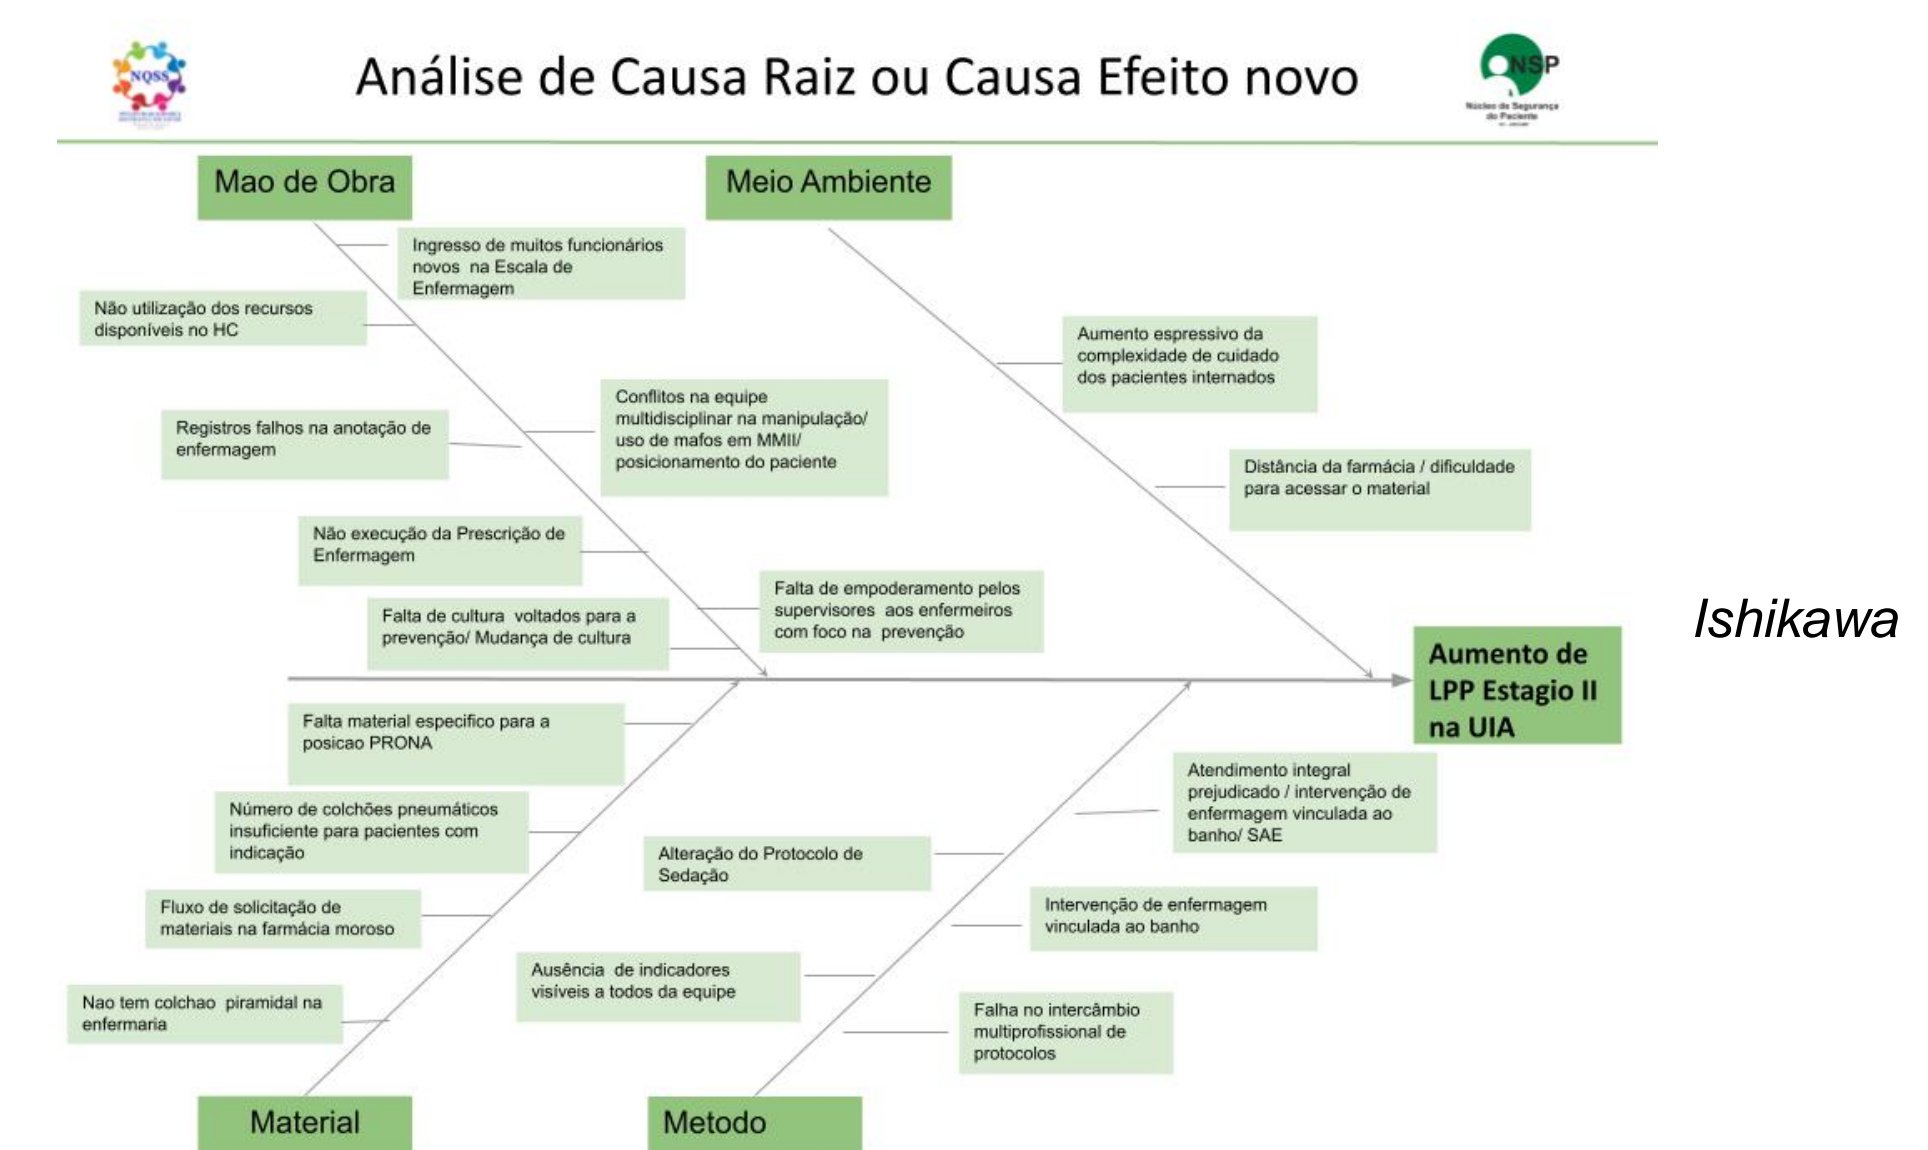 NQSS
Análise de Causa Raiz ou Causa Efeito novo
NSP
Núcleo de Segurança
do Paciente
Mao de Obra
Meio Ambiente
Ingresso de muitos funcionários
novos na Escala de
Enfermagem
Não utilização dos recursos
disponíveis no HC
Conflitos na equipe
multidisciplinar na manipulação/
uso de mafos em MMII/
posicionamento do paciente
Registros falhos na anotação de
enfermagem
Não execução da Prescrição de
Enfermagem
Falta de empoderamento pelos
supervisores aos enfermeiros
com foco na prevenção
Falta de cultura voltados para a
prevenção/ Mudança de cultura
Aumento espressivo da
complexidade de cuidado
dos pacientes internados
Distância da farmácia / dificuldade
para acessar o material
Ishikawa
Aumento de
LPP Estagio II
na UIA
Falta material especifico para a
posicao PRONA
Número de colchões pneumáticos
insuficiente para pacientes com
indicação
Fluxo de solicitação de
materiais na farmácia moroso
Nao tem colchao piramidal na
enfermaria
Atendimento integral
prejudicado / intervenção de
enfermagem vinculada ao
banho/ SAE
Alteração do Protocolo de
Sedação
Intervenção de enfermagem
vinculada ao banho
Ausência de indicadores
visíveis a todos da equipe
Falha no intercâmbio
multiprofissional de
protocolos
Material
Metodo